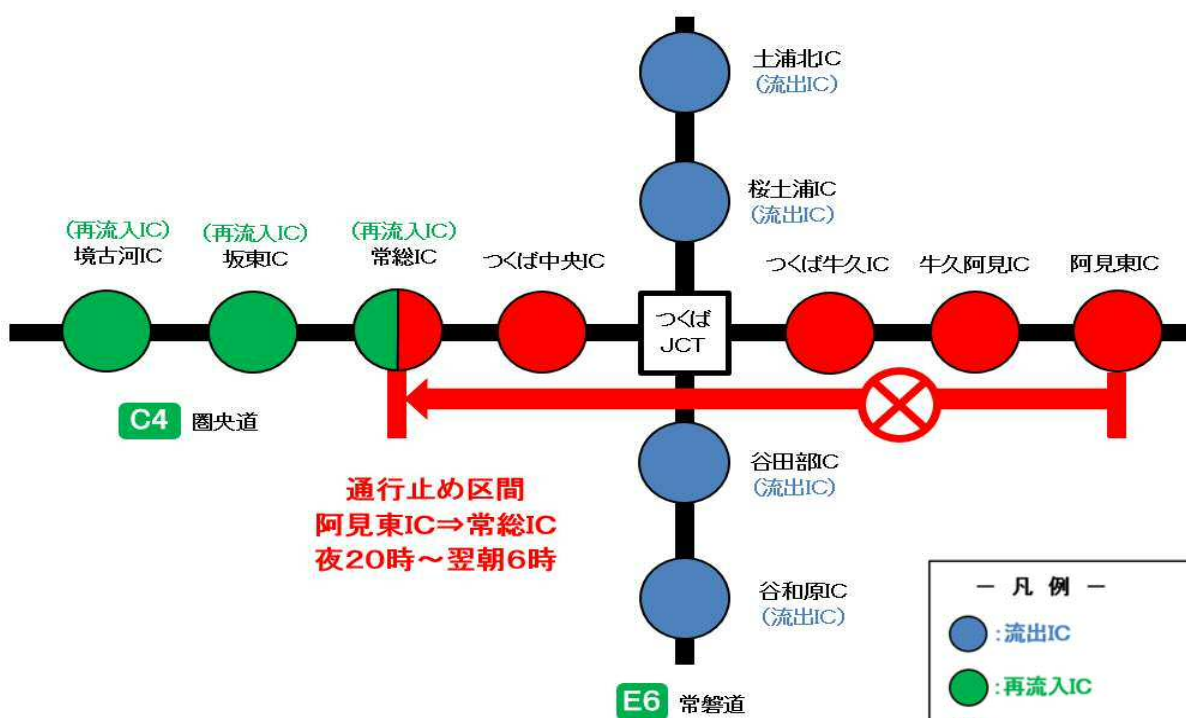 土浦北IC
(流出IC)
桜土浦IC
(流出IC)
(再流入IC)
境古河IC
(再流入IC)
坂東IC
(再流入IC)
常総IC
つくば中央IC
つくば
JCT
つくば牛久IC
牛久阿見IC
阿見東IC
C4 圏央道
谷田部IC
(流出IC)
通行止め区間
阿見東IC⇒常総IC
夜20時～翌朝6時
谷和原IC
(流出IC)
E6 常磐道
－ 凡 例 －
:流出IC
:再流入IC